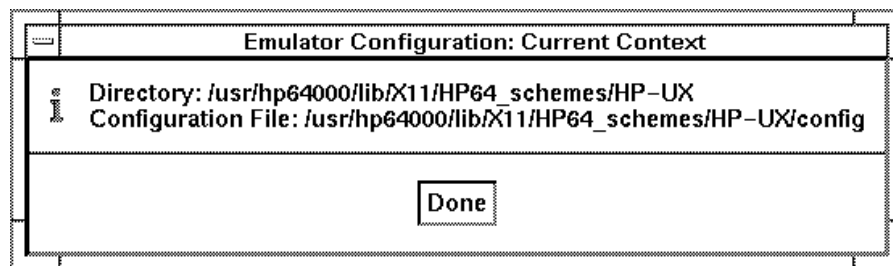 Emulator Configuration: Current Context
Directory: /usr/hp64000/lib/X11/HP64_schemes/HP-UX
Configuration File: /usr/hp64000/lib/X11/HP64_schemes/HP-UX/config
Done